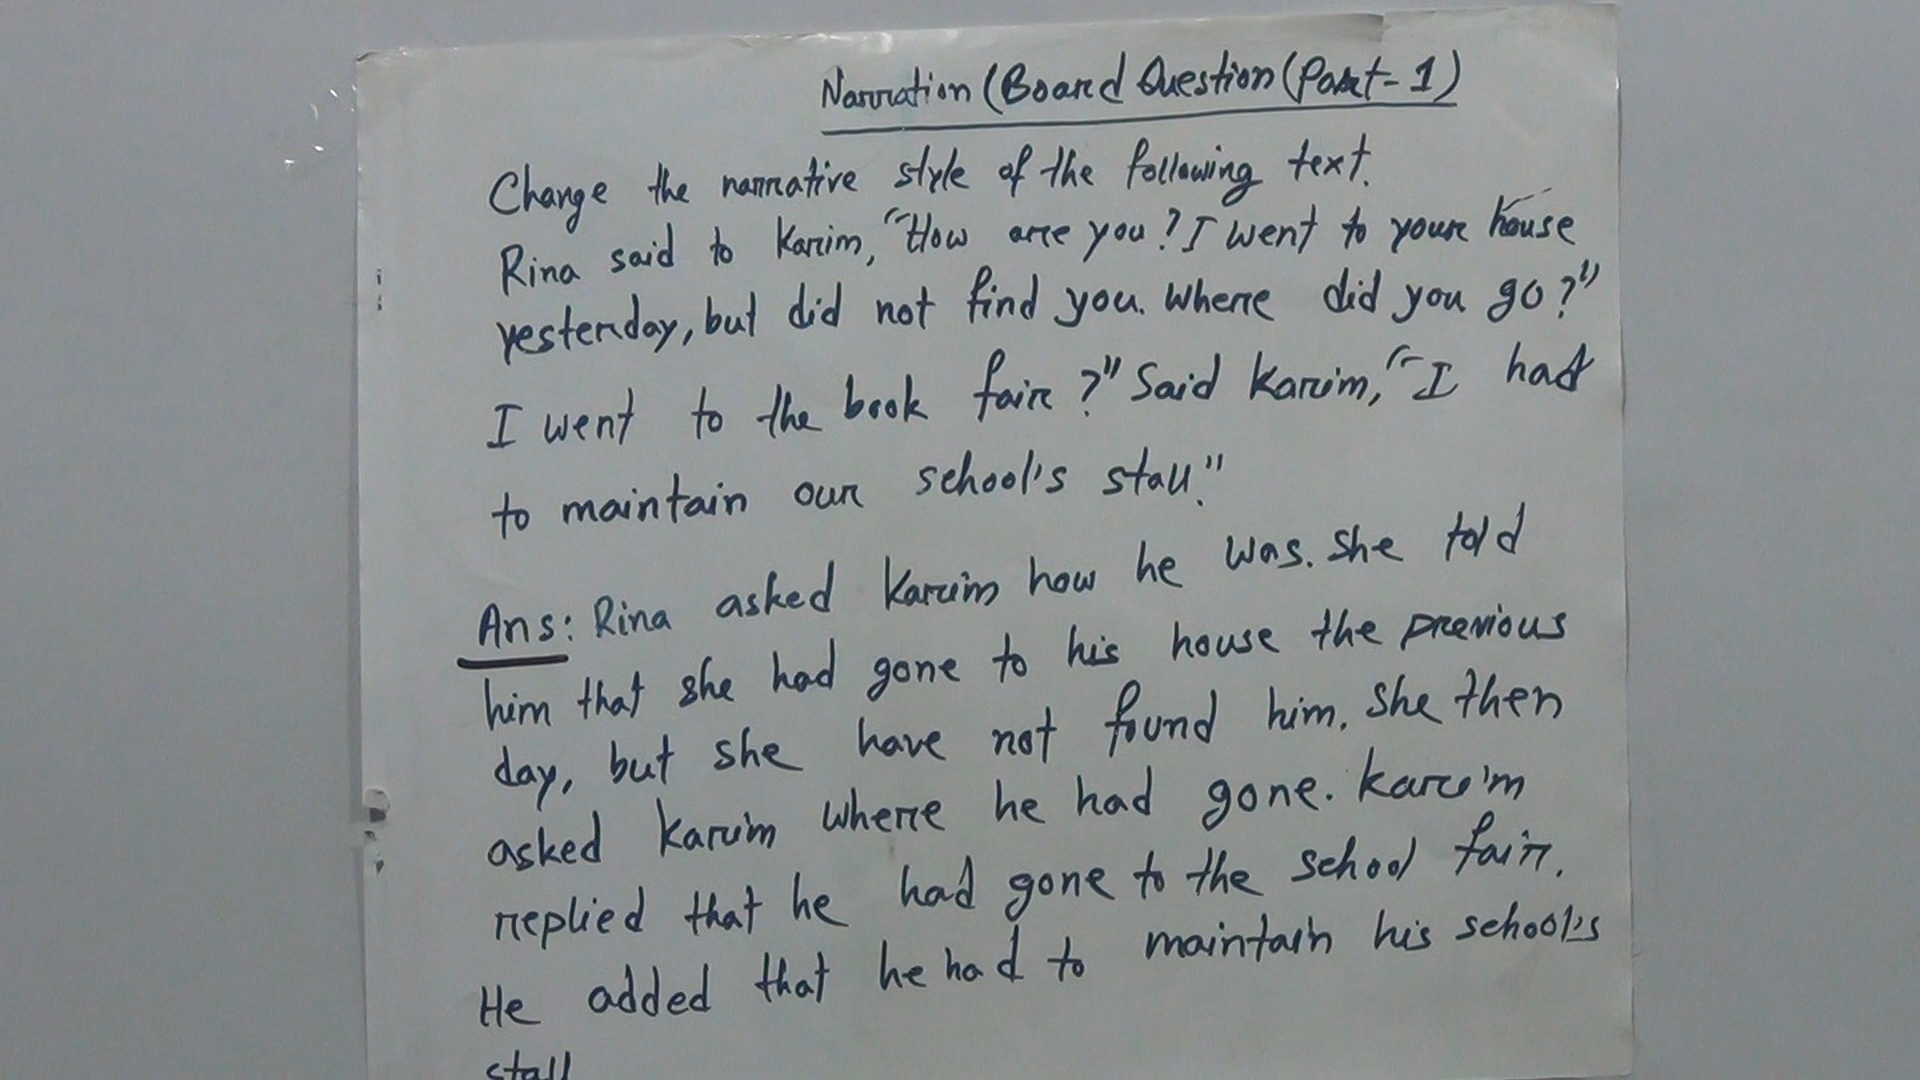 Narration (Board Question (Part-1)
Change the narrative style of the following text.
Rina said to Karim, "How are you? I went to your house
yesterday, but did not find you. Where did you go?"
I went to the book fair?" Said Karim, "I had
to maintain our school's stall."
Ans: Rina asked Karim how he was. She told
him that she had gone to his house the previous
day, but she have not found him. She then
asked Karim where he had gone. Karim
replied that he had gone to the school fair.
He added that he had to maintain his school's
stall